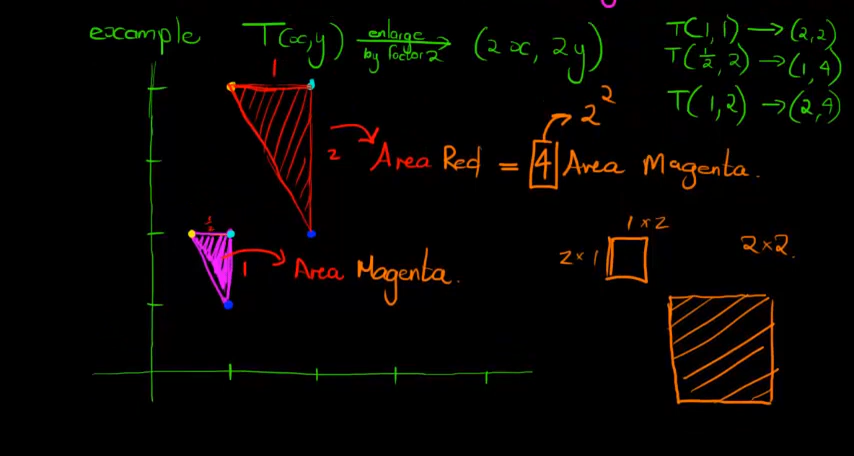 example T(x,y) enlarge by factor 2 → (2x, 2y)
T(1,1) → (2,2)
T(½, 2) → (1,4)
T(1,2) → (2,4)
1
2
Area Red = 4 Area Magenta.
2²
½
1
Area Magenta.
1 × 2
2 × 1
2 × 2.